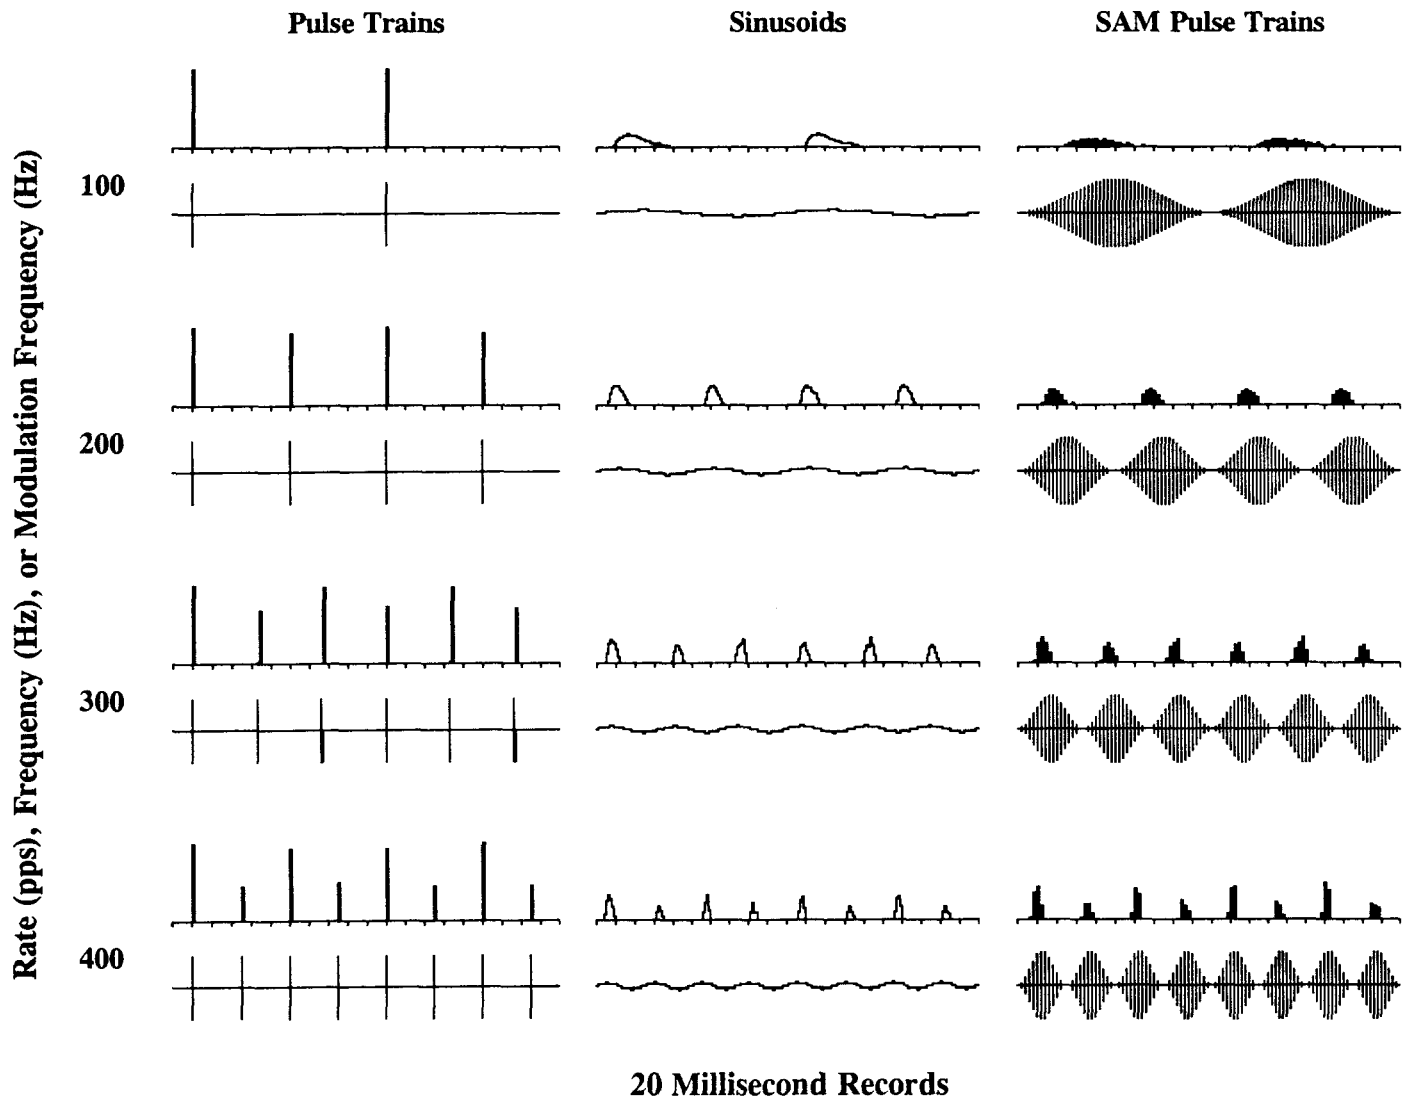 Pulse Trains
Sinusoids
SAM Pulse Trains
Rate (pps), Frequency (Hz), or Modulation Frequency (Hz)
100
200
300
400
20 Millisecond Records